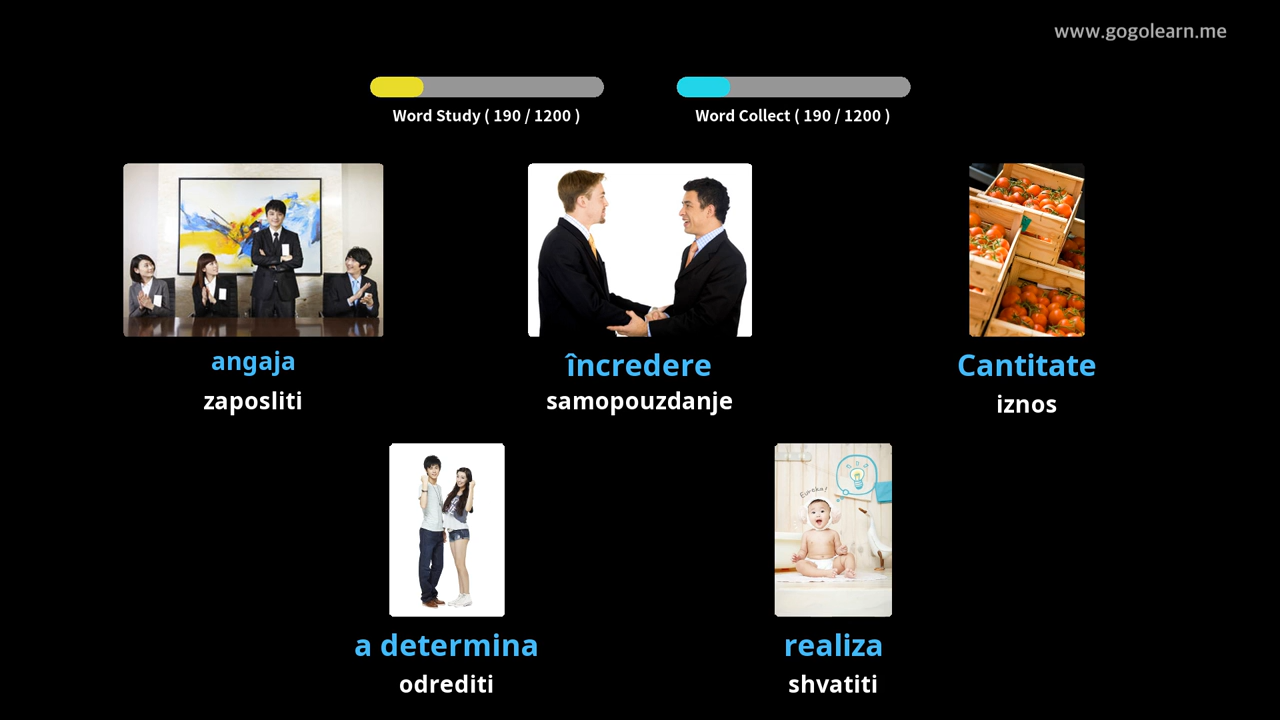 www.gogolearn.me
Word Study ( 190 / 1200 )
Word Collect ( 190 / 1200 )
angaja
zaposliti
încredere
samopouzdanje
Cantitate
iznos
Eureka!
a determina
odrediti
realiza
shvatiti